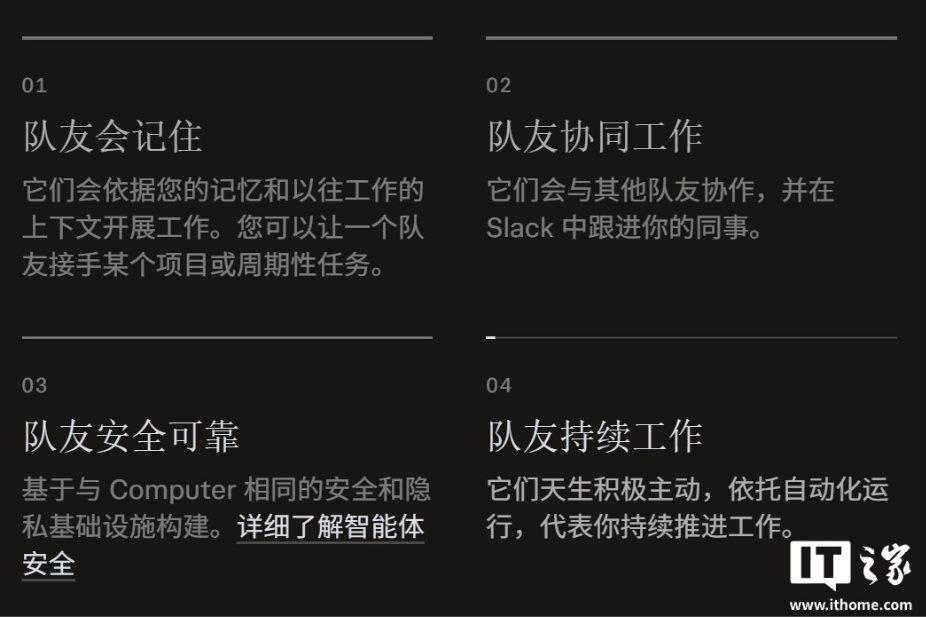 01
队友会记住
它们会依据您的记忆和以往工作的
上下文开展工作。您可以让一个队
友接手某个项目或周期性任务。
02
队友协同工作
它们会与其他队友协作，并在
Slack 中跟进你的同事。
03
队友安全可靠
基于与 Computer 相同的安全和隐
私基础设施构建。详细了解智能体
安全
04
队友持续工作
它们天生积极主动，依托自动化运
行，代表你持续推进工作。
IT之家
www.ithome.com